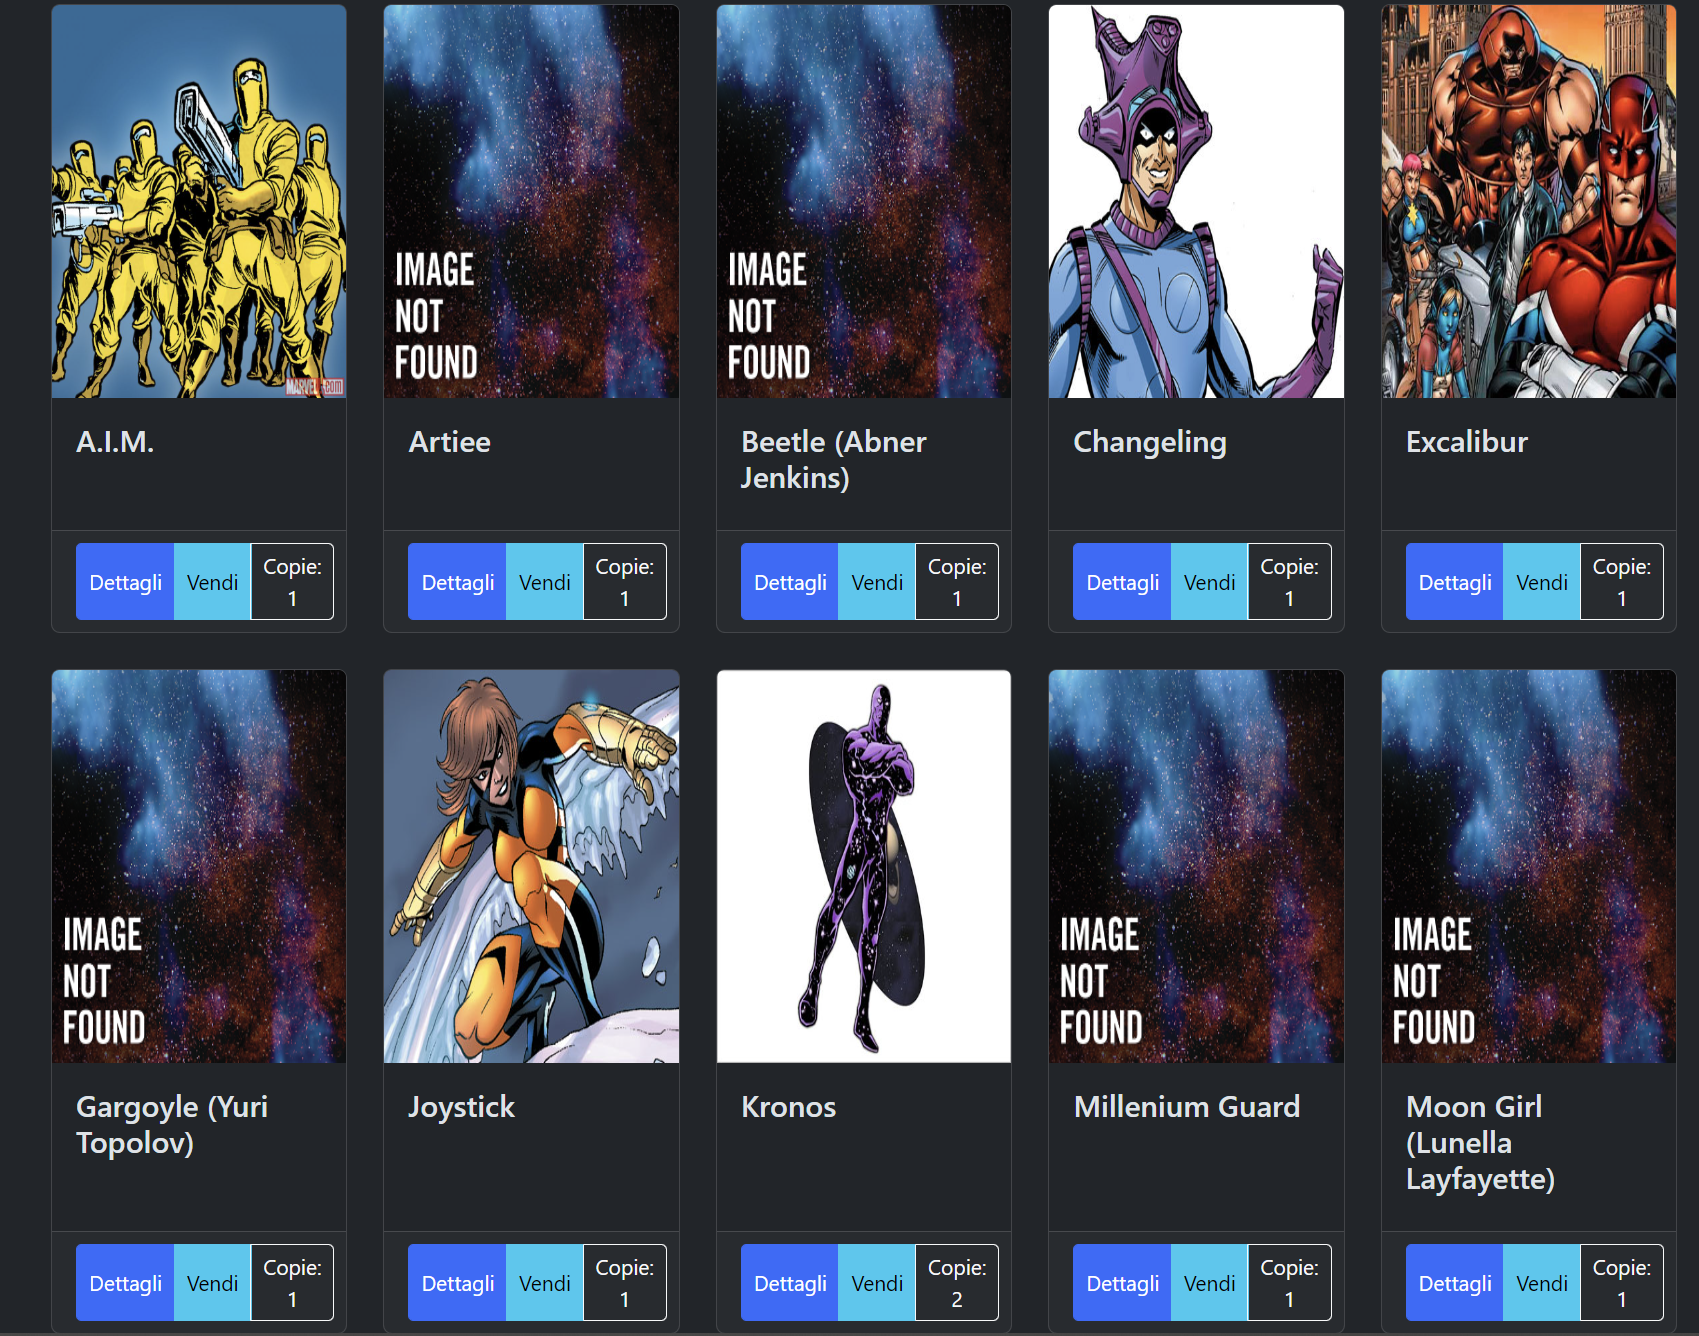 MARVEL.com
IMAGE
NOT
FOUND
IMAGE
NOT
FOUND
A.I.M.
Artiee
Beetle (Abner
Jenkins)
Changeling
Excalibur
Dettagli
Vendi
Copie:
1
Dettagli
Vendi
Copie:
1
Dettagli
Vendi
Copie:
1
Dettagli
Vendi
Copie:
1
Dettagli
Vendi
Copie:
1
IMAGE
NOT
FOUND
IMAGE
NOT
FOUND
IMAGE
NOT
FOUND
Gargoyle (Yuri
Topolov)
Joystick
Kronos
Millenium Guard
Moon Girl
(Lunella
Layfayette)
Dettagli
Vendi
Copie:
1
Dettagli
Vendi
Copie:
1
Dettagli
Vendi
Copie:
2
Dettagli
Vendi
Copie:
1
Dettagli
Vendi
Copie:
1